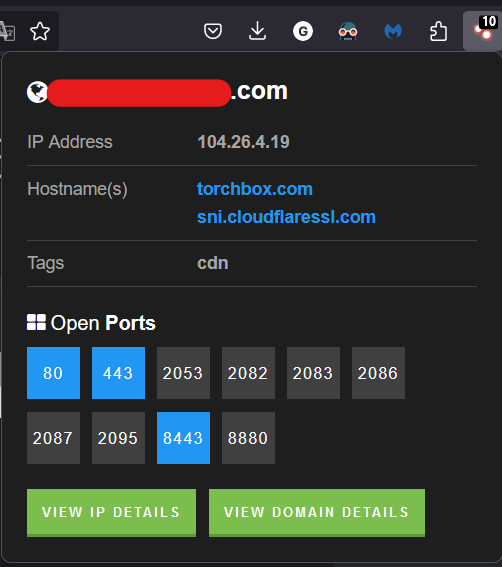 10
G
.com
IP Address 104.26.4.19
Hostname(s) torchbox.com
sni.cloudflaressl.com
Tags cdn
Open Ports
80 443 2053 2082 2083 2086
2087 2095 8443 8880
VIEW IP DETAILS VIEW DOMAIN DETAILS